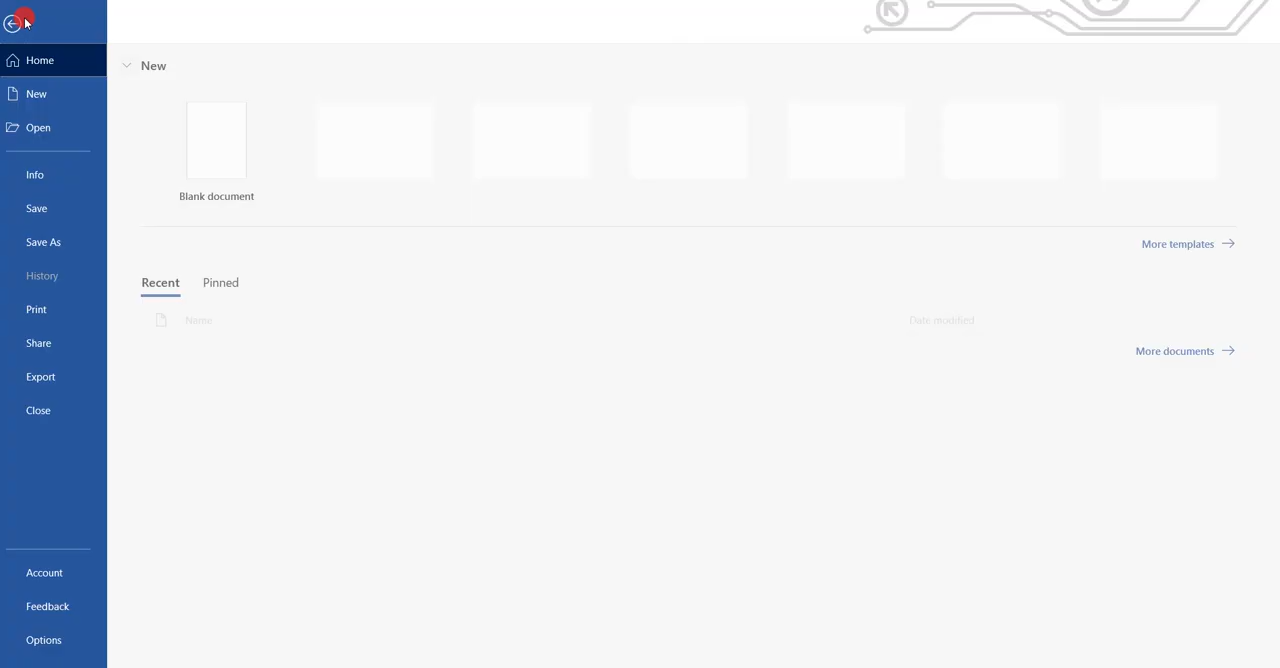 Home
New
Open
Info
Save
Save As
History
Print
Share
Export
Close
Account
Feedback
Options
New
Blank document
More templates
Recent Pinned
Name Date modified
More documents